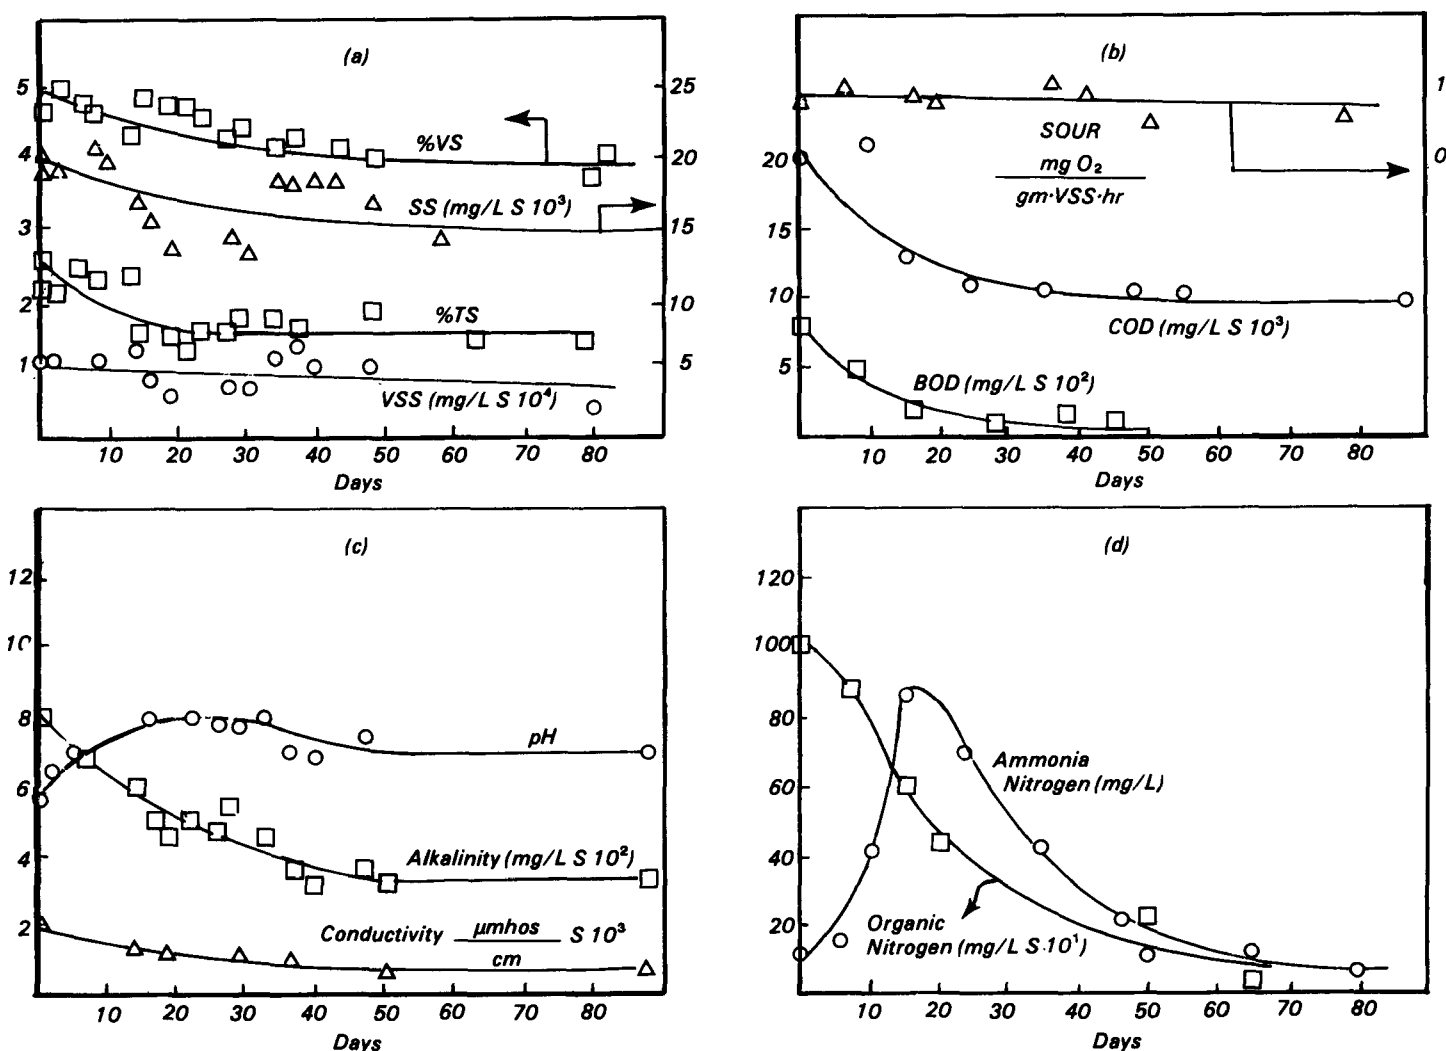 (a)
5
4
3
2
1
25
20
15
10
5
%VS
SS (mg/L S 10³)
%TS
VSS (mg/L S 10⁴)
10 20 30 40 50 60 70 80
Days
(b)
20
15
10
5
1
0
SOUR
mg O₂
gm·VSS·hr
COD (mg/L S 10³)
BOD (mg/L S 10²)
10 20 30 40 50 60 70 80
Days
(c)
12
10
8
6
4
2
pH
Alkalinity (mg/L S 10²)
Conductivity μmhos S 10³
cm
10 20 30 40 50 60 70 80
Days
(d)
120
100
80
60
40
20
Ammonia
Nitrogen (mg/L)
Organic
Nitrogen (mg/L S·10¹)
10 20 30 40 50 60 70 80
Days